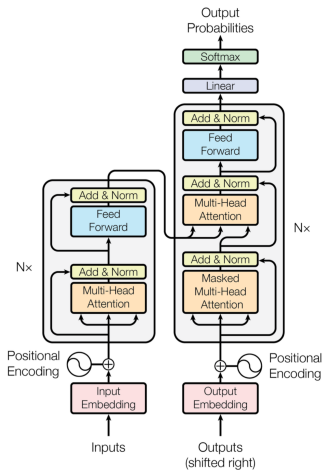 Output
Probabilities
Softmax
Linear
Add & Norm
Feed
Forward
Add & Norm
Multi-Head
Attention
Add & Norm
Masked
Multi-Head
Attention
N×
Add & Norm
Feed
Forward
Add & Norm
Multi-Head
Attention
N×
Positional
Encoding
Positional
Encoding
Input
Embedding
Output
Embedding
Inputs
Outputs
(shifted right)